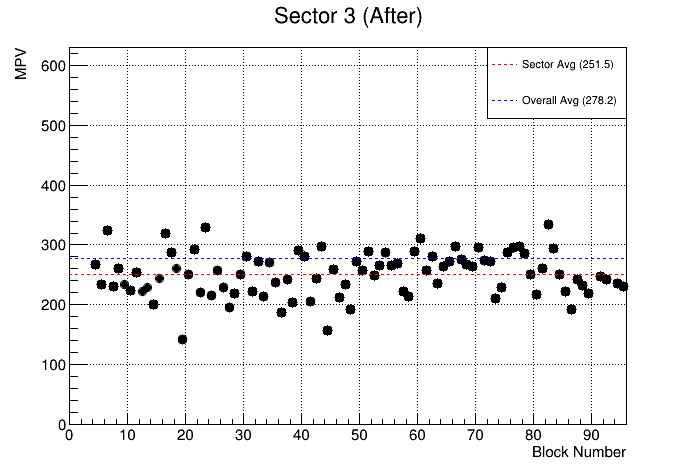 Sector 3 (After)
MPV
600
500
400
300
200
100
0
Sector Avg (251.5)
Overall Avg (278.2)
0 10 20 30 40 50 60 70 80 90
Block Number